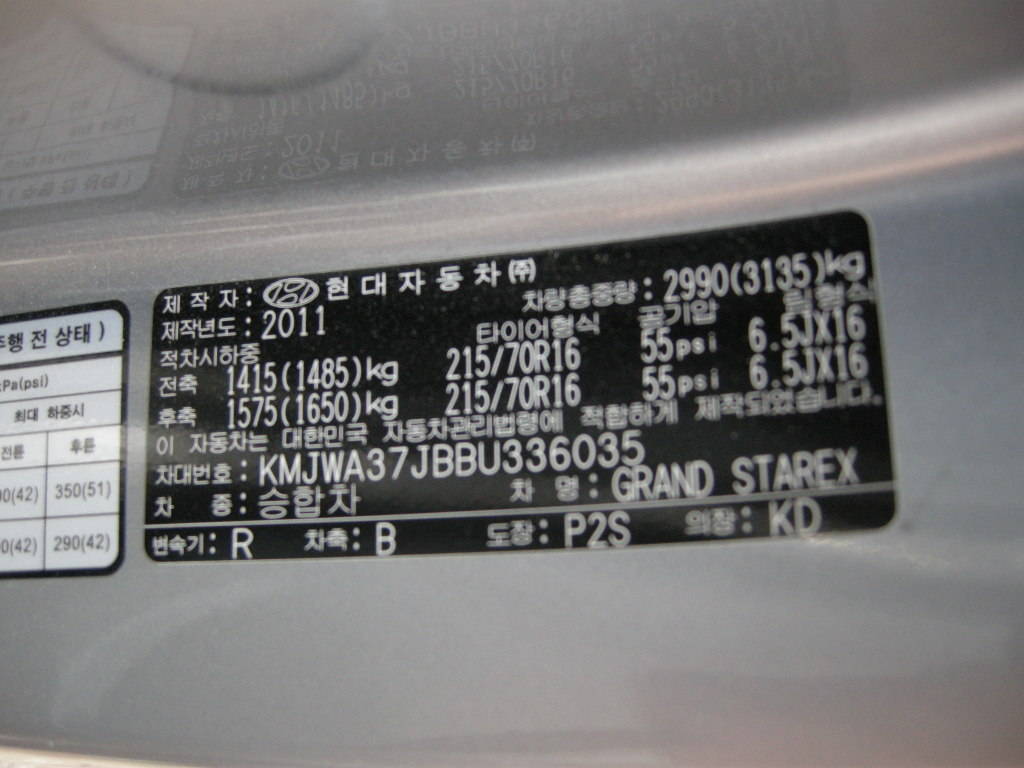 주행 전 상태 )
kPa(psi)
최대 하중시
전륜 후륜
0(42) 350(51)
0(42) 290(42)
제 작 자 : 현 대 자 동 차 ㈜
제작년도 : 2011 차량총중량 : 2990(3135)kg
적차시하중 타이어형식 공기압 림형식
전축 1415(1485)kg 215/70R16 55psi 6.5JX16
후축 1575(1650)kg 215/70R16 55psi 6.5JX16
이 자동차는 대한민국 자동차관리법령에 적합하게 제작되었습니다.
차대번호 : KMJWA37JBBU336035
차 종 : 승합차 차 명 : GRAND STAREX
변속기 : R 차축 : B 도장 : P2S 의장 : KD